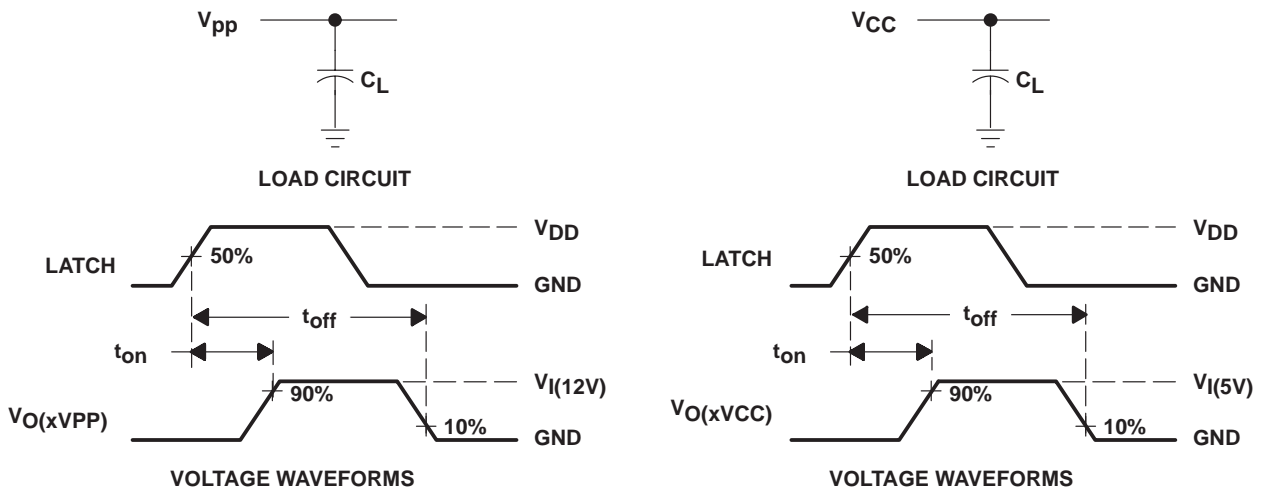 Vpp
CL
LOAD CIRCUIT
LATCH
50%
VDD
GND
toff
ton
VO(xVPP)
90%
10%
VI(12V)
GND
VOLTAGE WAVEFORMS
VCC
CL
LOAD CIRCUIT
LATCH
50%
VDD
GND
toff
ton
VO(xVCC)
90%
10%
VI(5V)
GND
VOLTAGE WAVEFORMS